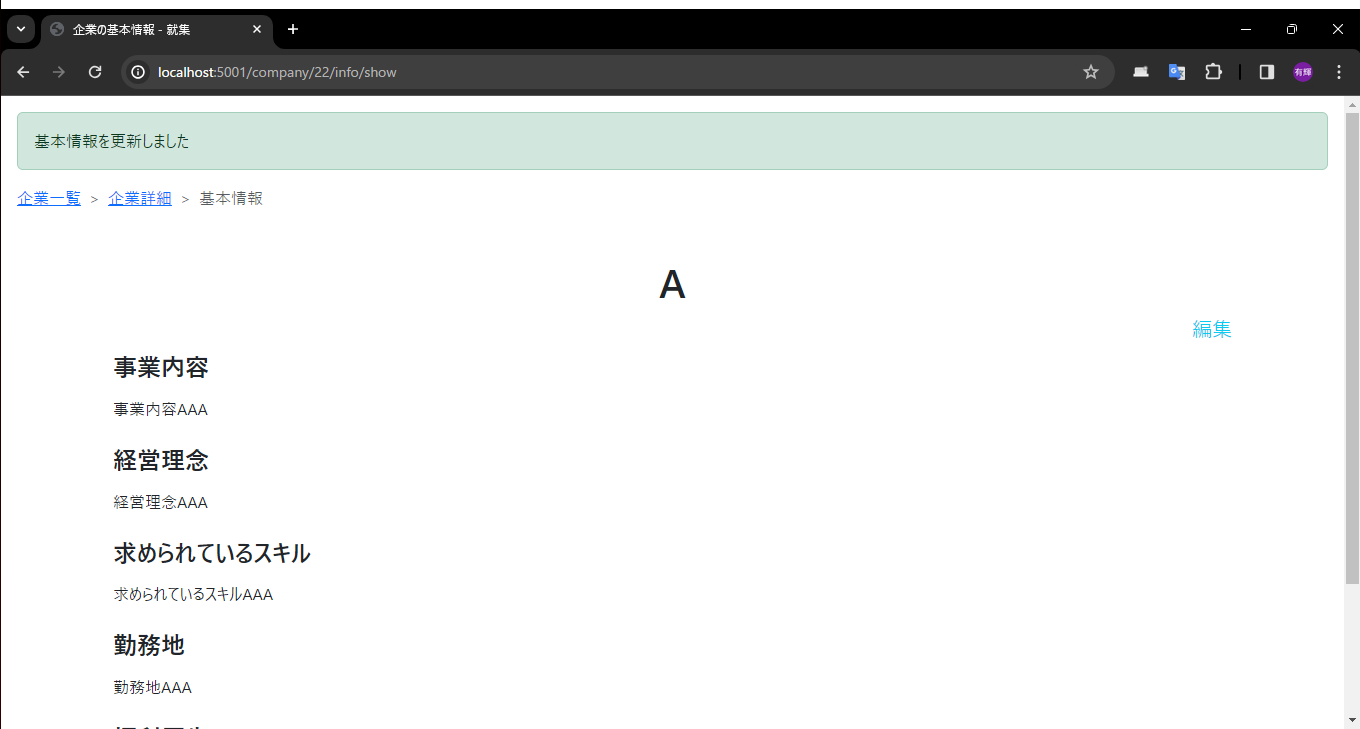 企業の基本情報 - 就集
localhost:5001/company/22/info/show
有輝
基本情報を更新しました
企業一覧 > 企業詳細 > 基本情報
A
編集
事業内容
事業内容AAA
経営理念
経営理念AAA
求められているスキル
求められているスキルAAA
勤務地
勤務地AAA